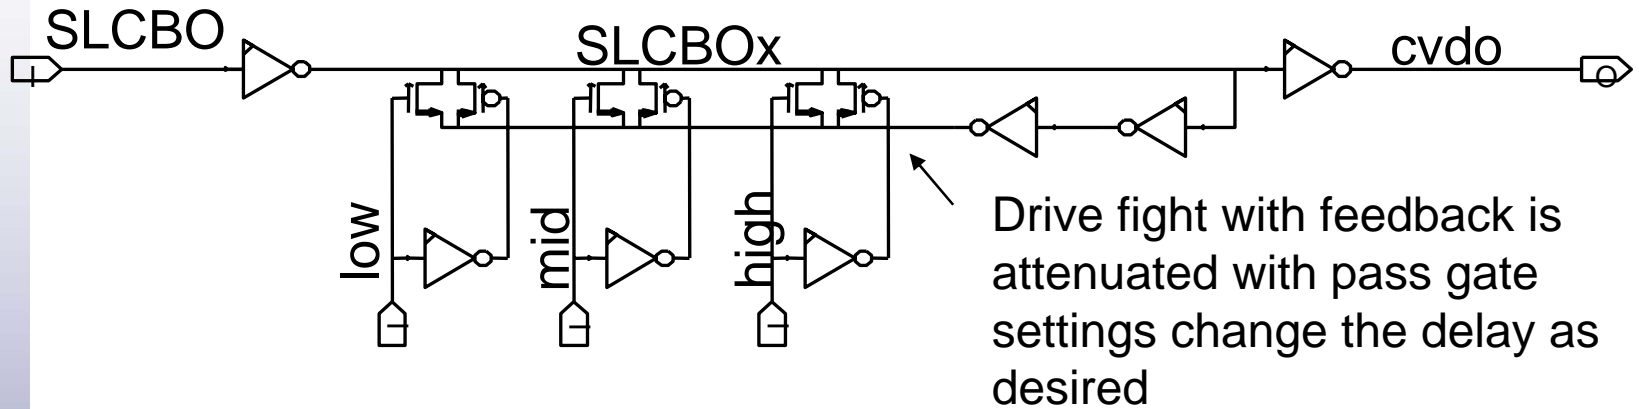 SLCBO
SLCBOx
cvdo
I
O
low
mid
high
I
I
I
Drive fight with feedback is
attenuated with pass gate
settings change the delay as
desired